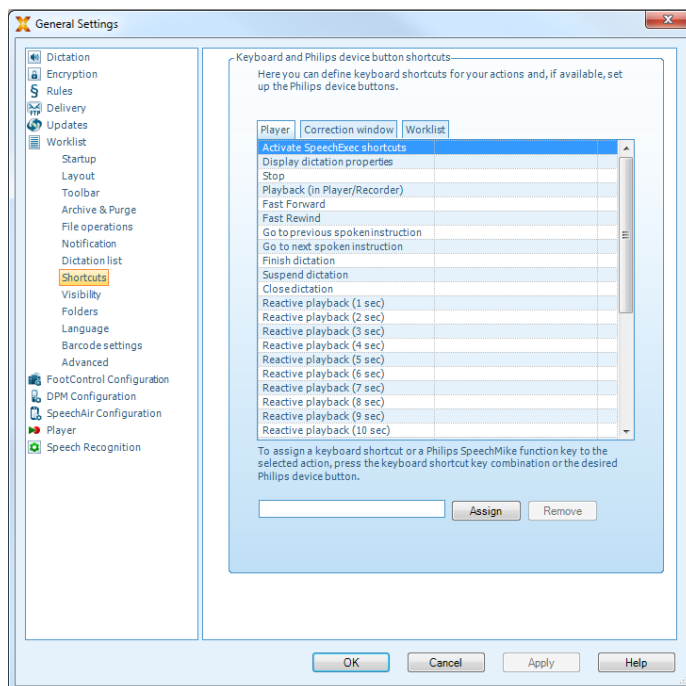 General Settings
Dictation
Encryption
Rules
Delivery
Updates
Worklist
Startup
Layout
Toolbar
Archive & Purge
File operations
Notification
Dictation list
Shortcuts
Visibility
Folders
Language
Barcode settings
Advanced
FootControl Configuration
DPM Configuration
SpeechAir Configuration
Player
Speech Recognition
Keyboard and Philips device button shortcuts
Here you can define keyboard shortcuts for your actions and, if available, set
up the Philips device buttons.
Player Correction window Worklist
Activate SpeechExec shortcuts
Display dictation properties
Stop
Playback (in Player/Recorder)
Fast Forward
Fast Rewind
Go to previous spoken instruction
Go to next spoken instruction
Finish dictation
Suspend dictation
Close dictation
Reactive playback (1 sec)
Reactive playback (2 sec)
Reactive playback (3 sec)
Reactive playback (4 sec)
Reactive playback (5 sec)
Reactive playback (6 sec)
Reactive playback (7 sec)
Reactive playback (8 sec)
Reactive playback (9 sec)
Reactive playback (10 sec)
To assign a keyboard shortcut or a Philips SpeechMike function key to the
selected action, press the keyboard shortcut key combination or the desired
Philips device button.
Assign Remove
OK Cancel Apply Help